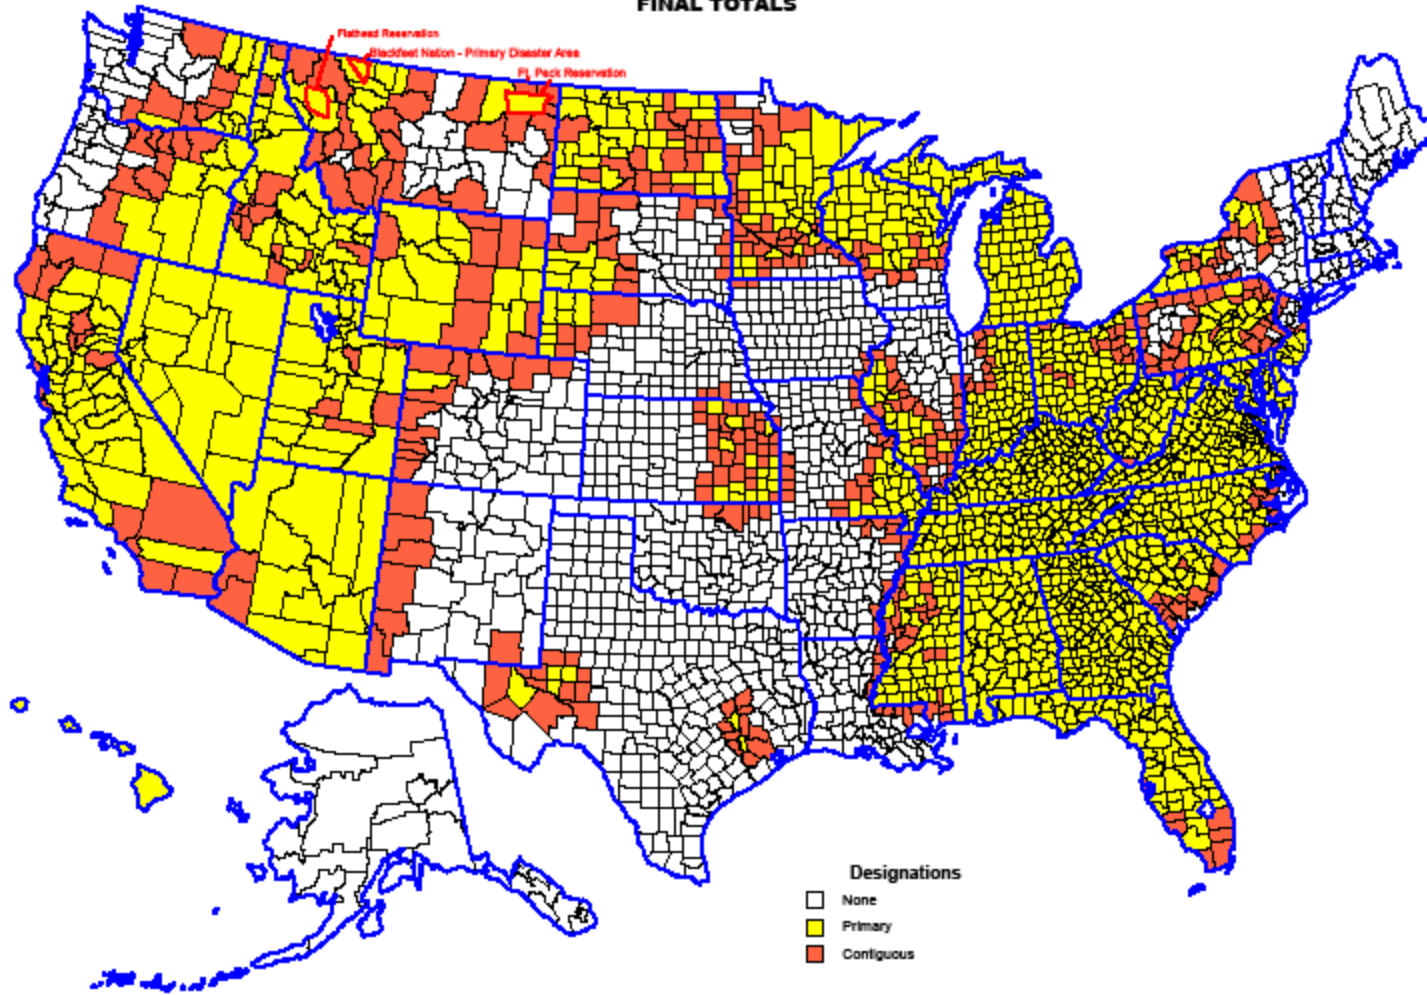 FINAL TOTALS
Flathead Reservation
Blackfeet Nation - Primary Disaster Area
Ft. Peck Reservation
Designations
None
Primary
Contiguous